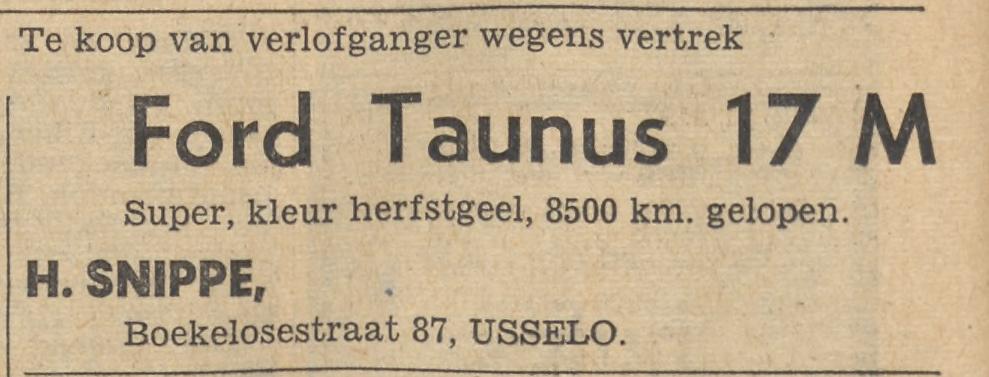 Te koop van verlofganger wegens vertrek
Ford Taunus 17 M
Super, kleur herfstgeel, 8500 km. gelopen.
H. SNIPPE,
Boekelosestraat 87, USSELO.